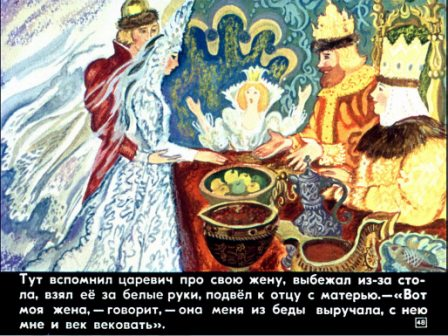 Тут вспомнил царевич про свою жену, выбежал из-за сто-
ла, взял её за белые руки, подвёл к отцу с матерью.—«Вот
моя жена,— говорит,— она меня из беды выручала, с нею
мне и век вековать».
48